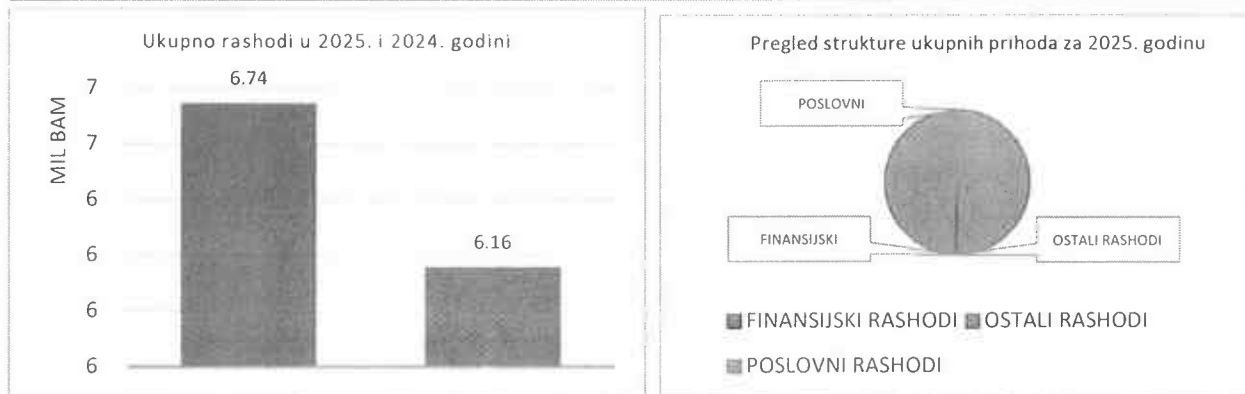 Ukupno rashodi u 2025. i 2024. godini
MIL BAM
7
7
6
6
6
6
6.74
6.16
Pregled strukture ukupnih prihoda za 2025. godinu
POSLOVNI
FINANSIJSKI
OSTALI RASHODI
FINANSIJSKI RASHODI OSTALI RASHODI
POSLOVNI RASHODI